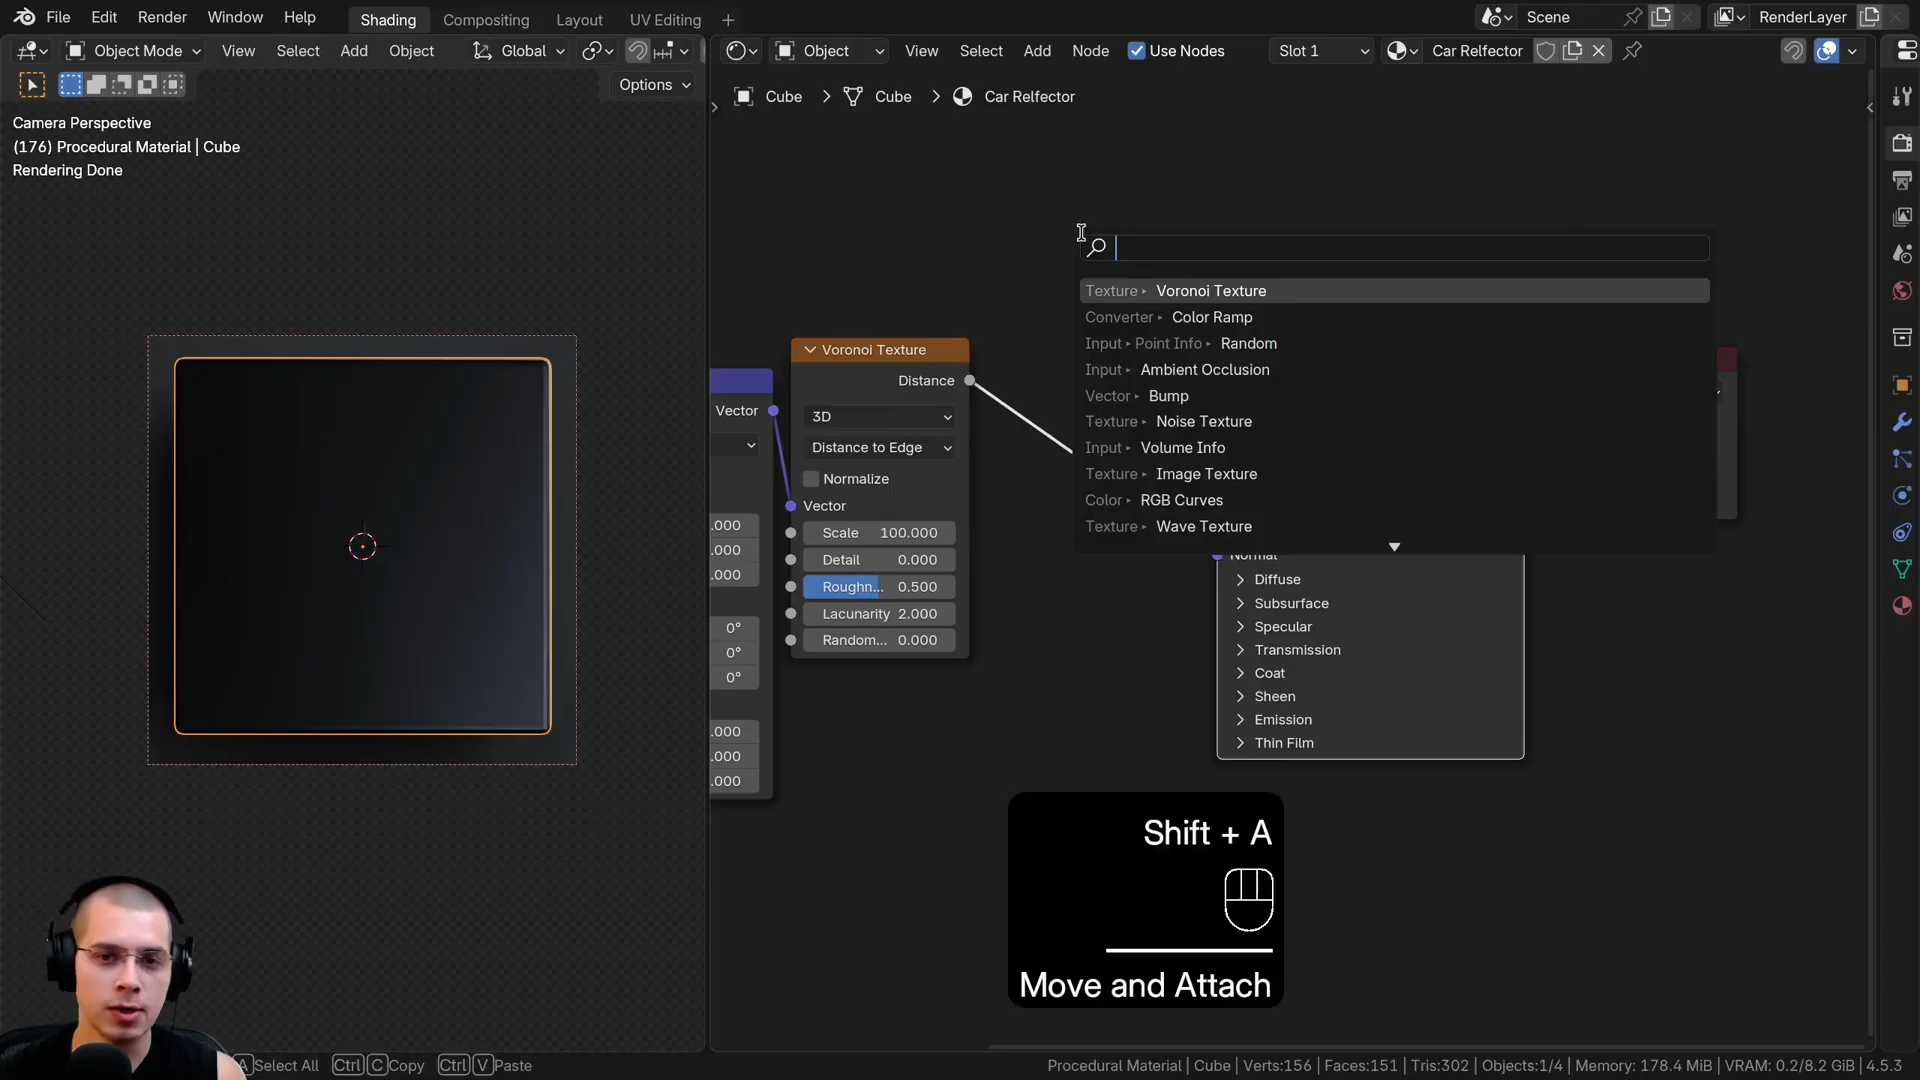 File Edit Render Window Help
Shading Compositing Layout UV Editing
Scene RenderLayer
Object Mode View Select Add Object Global
Object View Select Add Node Use Nodes Slot 1 Car Relfector
Options
Cube Cube Car Relfector
Camera Perspective
(176) Procedural Material | Cube
Rendering Done
Texture Voronoi Texture
Converter Color Ramp
Input Point Info Random
Input Ambient Occlusion
Vector Bump
Texture Noise Texture
Input Volume Info
Texture Image Texture
Color RGB Curves
Texture Wave Texture
Vector
.000
.000
.000
0°
0°
0°
.000
.000
.000
Voronoi Texture
Distance
3D
Distance to Edge
Normalize
Vector
Scale 100.000
Detail 0.000
Roughn... 0.500
Lacunarity 2.000
Random... 0.000
Normal
Diffuse
Subsurface
Specular
Transmission
Coat
Sheen
Emission
Thin Film
Shift + A
Move and Attach
A Select All Ctrl C Copy Ctrl V Paste
Procedural Material | Cube | Verts:156 | Faces:151 | Tris:302 | Objects:1/4 | Memory: 178.4 MiB | VRAM: 0.2/8.2 GiB | 4.5.3